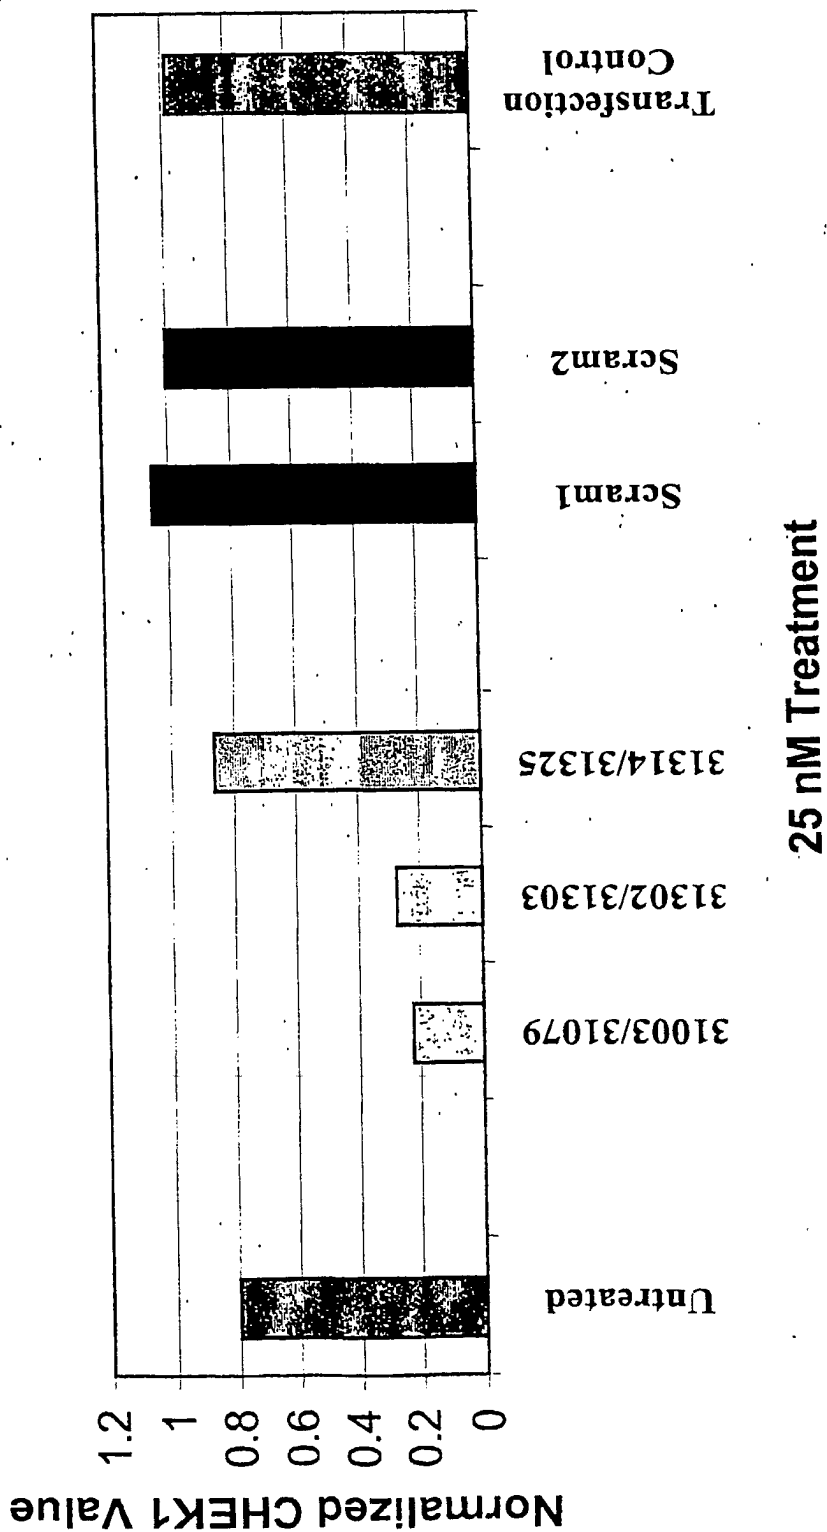 Normalized CHEK1 Value
1.2
1
0.8
0.6
0.4
0.2
0
Untreated
31003/31079
31302/31303
31314/31325
Scram1
Scram2
Transfection
Control
25 nM Treatment